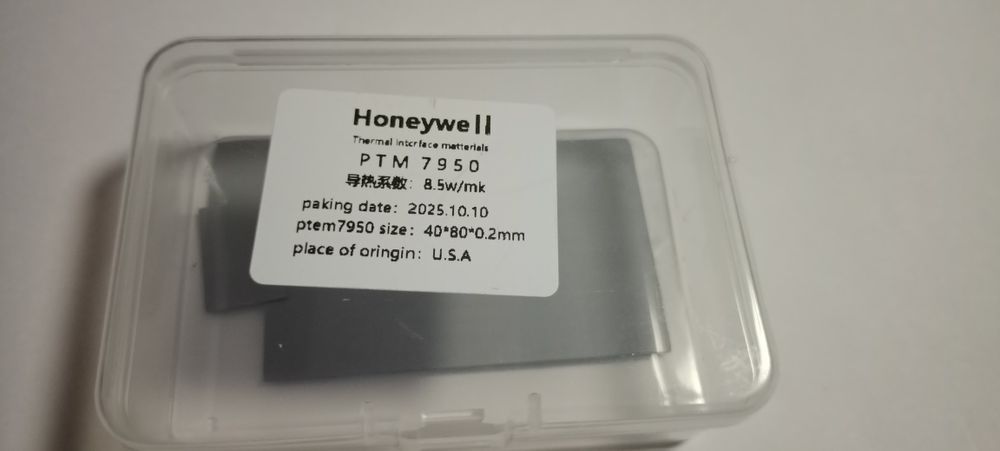 Honeywell
Thermal intcrface matterials
PTM 7950
导热系数：8.5w/mk
paking date：2025.10.10
ptem7950 size：40*80*0.2mm
place of oringin：U.S.A